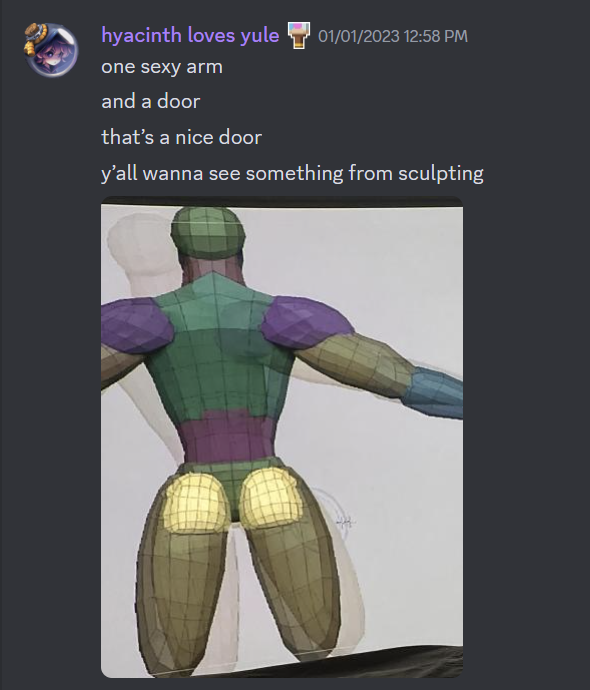 hyacinth loves yule 01/01/2023 12:58 PM
one sexy arm
and a door
that's a nice door
y'all wanna see something from sculpting